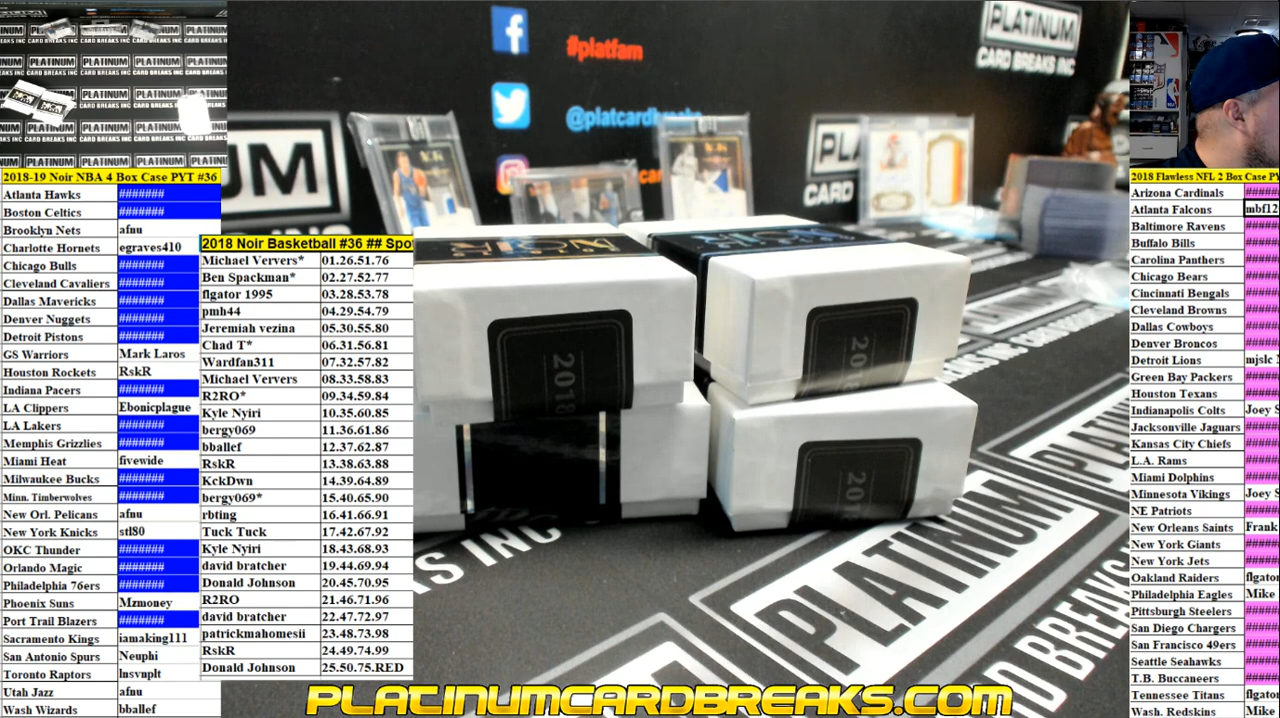 PLATINUM
CARD BREAKS INC
#platfam
@platcardbreaks
PLATINUM
CARD BREAKS INC
PLATINUM
CARD
2018-19 Noir NBA 4 Box Case PYT #36
Atlanta Hawks #######
Boston Celtics #######
Brooklyn Nets afnu
Charlotte Hornets egraves410
Chicago Bulls #######
Cleveland Cavaliers #######
Dallas Mavericks #######
Denver Nuggets #######
Detroit Pistons #######
GS Warriors Mark Laros
Houston Rockets RskR
Indiana Pacers #######
LA Clippers Ebonicplague
LA Lakers #######
Memphis Grizzlies #######
Miami Heat fivewide
Milwaukee Bucks #######
Minn. Timberwolves #######
New Orl. Pelicans afnu
New York Knicks stl80
OKC Thunder #######
Orlando Magic #######
Philadelphia 76ers #######
Phoenix Suns Mzmoney
Port Trail Blazers #######
Sacramento Kings iamaking111
San Antonio Spurs Neuphi
Toronto Raptors lnsvuplt
Utah Jazz afnu
Wash Wizards bballef
2018 Noir Basketball #36 ## Spo
Michael Ververs* 01.26.51.76
Ben Spackman* 02.27.52.77
flgator 1995 03.28.53.78
pmh44 04.29.54.79
Jeremiah vezina 05.30.55.80
Chad T* 06.31.56.81
Wardfan311 07.32.57.82
Michael Ververs 08.33.58.83
R2RO* 09.34.59.84
Kyle Nyiri 10.35.60.85
bergy069 11.36.61.86
bballef 12.37.62.87
RskR 13.38.63.88
KckDwn 14.39.64.89
bergy069* 15.40.65.90
rbting 16.41.66.91
Tuck Tuck 17.42.67.92
Kyle Nyiri 18.43.68.93
david bratcher 19.44.69.94
Donald Johnson 20.45.70.95
R2RO 21.46.71.96
david bratcher 22.47.72.97
patrickmahomesii 23.48.73.98
RskR 24.49.74.99
Donald Johnson 25.50.75.RED
2018
201
201
PLATINUM
PLATINUMCARDBREAKS.COM
2018 Flawless NFL 2 Box Case PY
Arizona Cardinals #####
Atlanta Falcons mbf12
Baltimore Ravens #####
Buffalo Bills #####
Carolina Panthers #####
Chicago Bears #####
Cincinnati Bengals #####
Cleveland Browns #####
Dallas Cowboys #####
Denver Broncos #####
Detroit Lions mjslc
Green Bay Packers #####
Houston Texans #####
Indianapolis Colts Joey S
Jacksonville Jaguars #####
Kansas City Chiefs #####
L.A. Rams #####
Miami Dolphins #####
Minnesota Vikings Joey S
NE Patriots #####
New Orleans Saints Frank
New York Giants #####
New York Jets #####
Oakland Raiders flgator
Philadelphia Eagles Mike
Pittsburgh Steelers #####
San Diego Chargers #####
San Francisco 49ers #####
Seattle Seahawks #####
T.B. Buccaneers #####
Tennessee Titans flgator
Wash. Redskins Mike